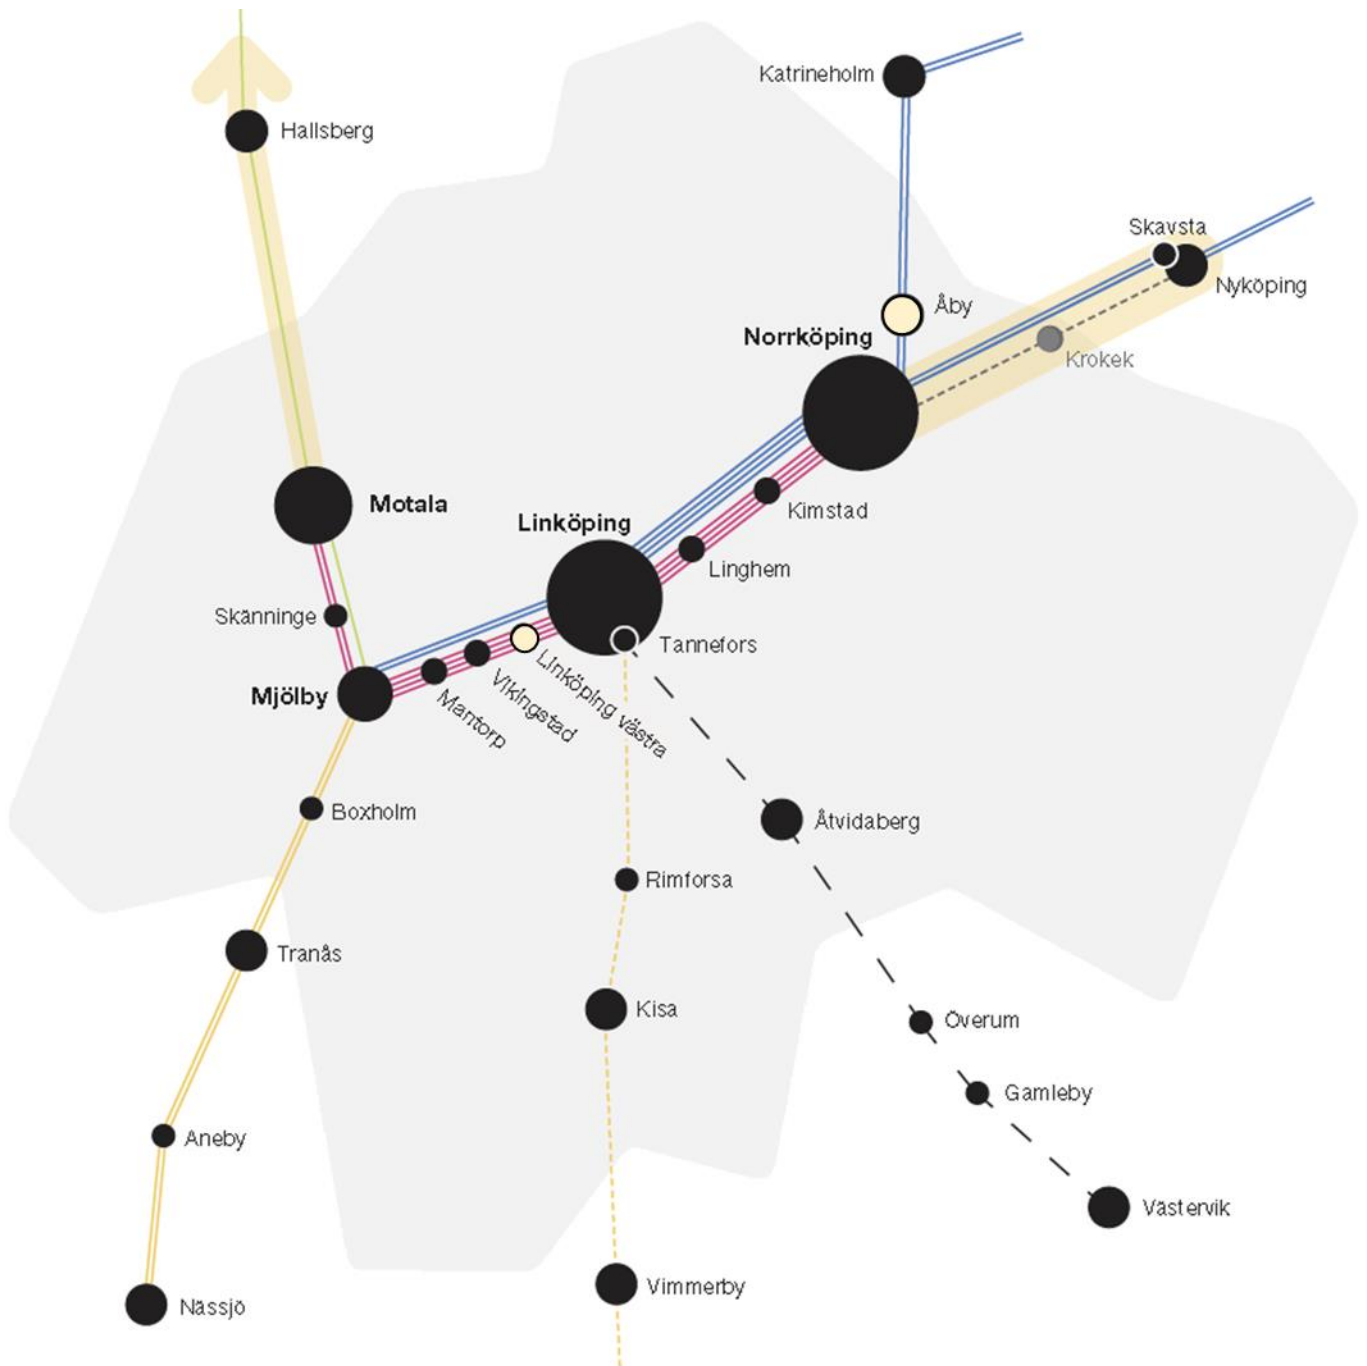 Katrineholm
Hallsberg
Skavsta
Nyköping
Åby
Norrköping
Krokek
Motala
Linköping
Kimstad
Linghem
Skänninge
Tannefors
Linköping västra
Vikingstad
Mantorp
Mjölby
Boxholm
Åtvidaberg
Rimforsa
Tranås
Kisa
Överum
Gamleby
Aneby
Västervik
Vimmerby
Nässjö